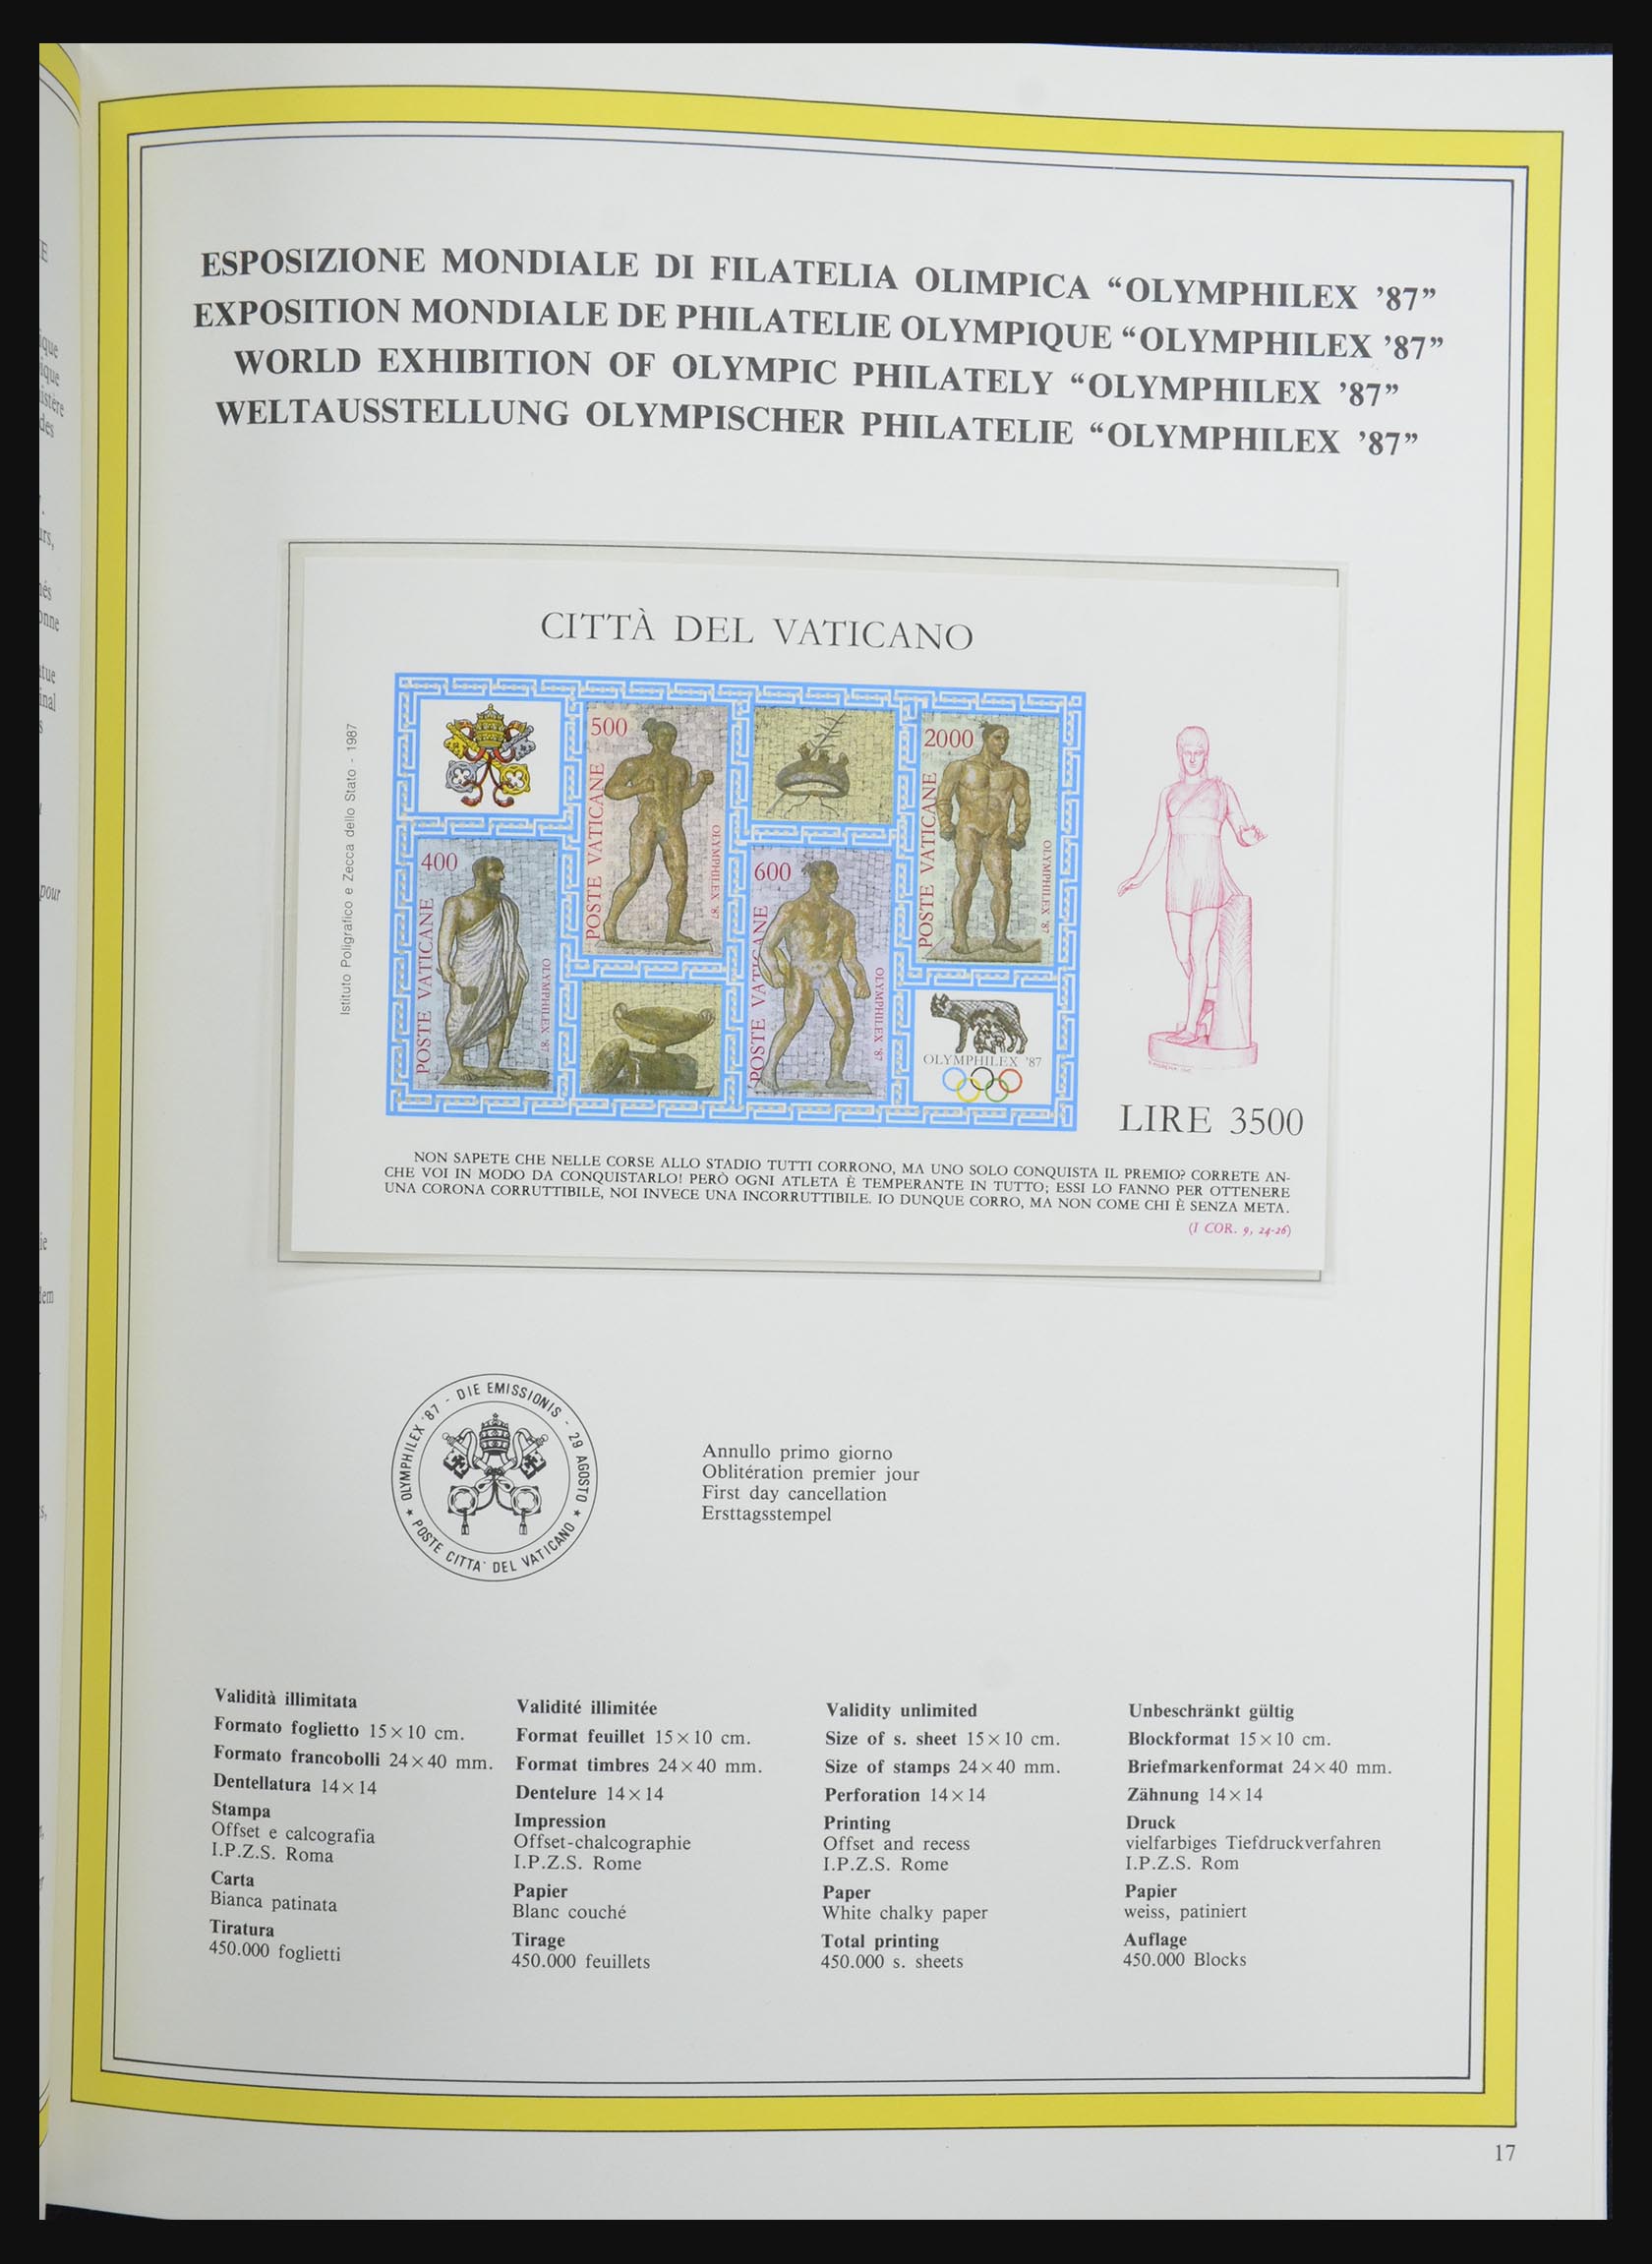 ESPOSIZIONE MONDIALE DI FILATELIA OLIMPICA “OLYMPHILEX ’87”
EXPOSITION MONDIALE DE PHILATELIE OLYMPIQUE “OLYMPHILEX ’87”
WORLD EXHIBITION OF OLYMPIC PHILATELY “OLYMPHILEX ’87”
WELTAUSSTELLUNG OLYMPISCHER PHILATELIE “OLYMPHILEX ’87”
CITTÀ DEL VATICANO
Istituto Poligrafico e Zecca dello Stato - 1987
400
POSTE VATICANE
OLYMPHILEX '87
500
POSTE VATICANE
OLYMPHILEX '87
600
POSTE VATICANE
OLYMPHILEX '87
2000
POSTE VATICANE
OLYMPHILEX '87
OLYMPHILEX '87
LIRE 3500
NON SAPETE CHE NELLE CORSE ALLO STADIO TUTTI CORRONO, MA UNO SOLO CONQUISTA IL PREMIO? CORRETE AN-
CHE VOI IN MODO DA CONQUISTARLO! PERÒ OGNI ATLETA È TEMPERANTE IN TUTTO; ESSI LO FANNO PER OTTENERE
UNA CORONA CORRUTTIBILE, NOI INVECE UNA INCORRUTTIBILE. IO DUNQUE CORRO, MA NON COME CHI È SENZA META.
(I COR. 9, 24-26)
OLYMPHILEX '87 - DIE EMISSIONIS - 29 AGOSTO
★ POSTE CITTA' DEL VATICANO ★
Annullo primo giorno
Oblitération premier jour
First day cancellation
Ersttagsstempel
Validità illimitata
Formato foglietto 15×10 cm.
Formato francobolli 24×40 mm.
Dentellatura 14×14
Stampa
Offset e calcografia
I.P.Z.S. Roma
Carta
Bianca patinata
Tiratura
450.000 foglietti
Validité illimitée
Format feuillet 15×10 cm.
Format timbres 24×40 mm.
Dentelure 14×14
Impression
Offset-chalcographie
I.P.Z.S. Rome
Papier
Blanc couché
Tirage
450.000 feuillets
Validity unlimited
Size of s. sheet 15×10 cm.
Size of stamps 24×40 mm.
Perforation 14×14
Printing
Offset and recess
I.P.Z.S. Rome
Paper
White chalky paper
Total printing
450.000 s. sheets
Unbeschränkt gültig
Blockformat 15×10 cm.
Briefmarkenformat 24×40 mm.
Zähnung 14×14
Druck
vielfarbiges Tiefdruckverfahren
I.P.Z.S. Rom
Papier
weiss, patiniert
Auflage
450.000 Blocks
17